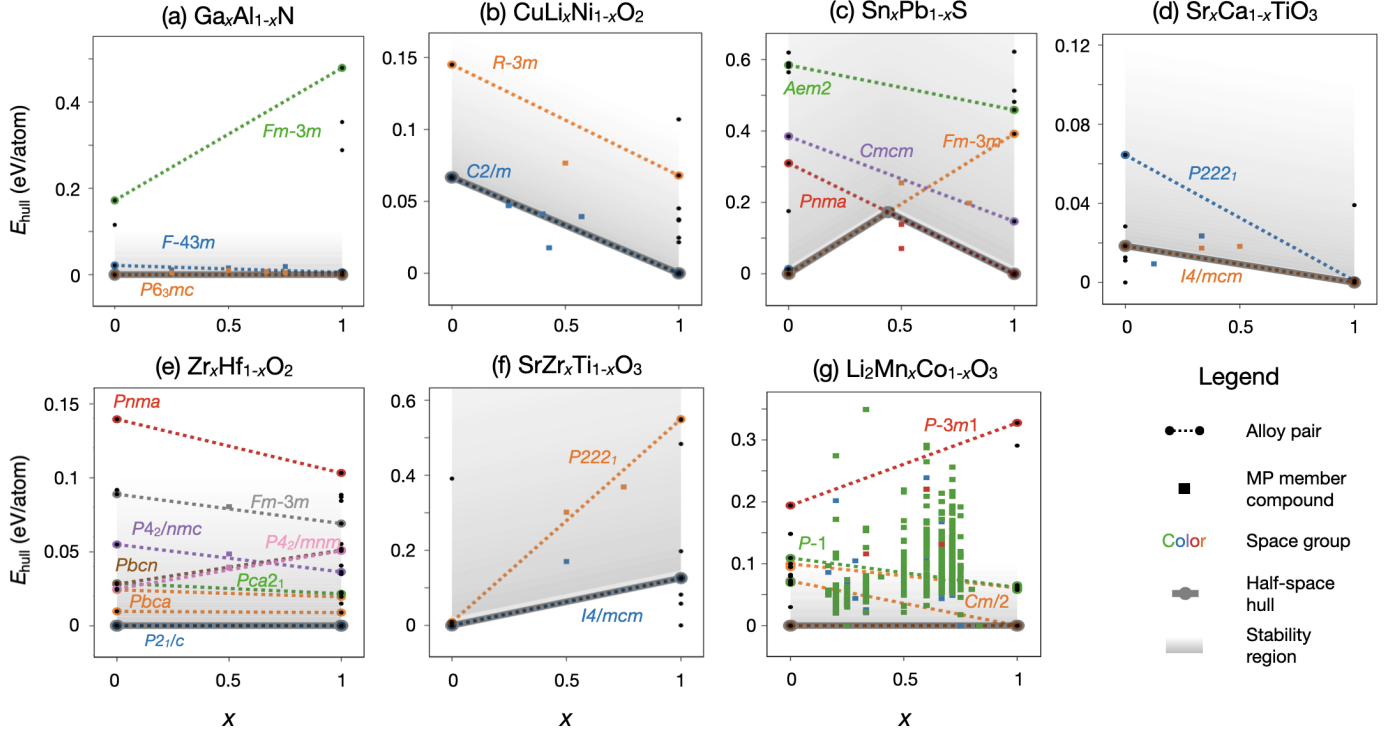 (a) GaxAl1-xN
(b) CuLixNi1-xO2
(c) SnxPb1-xS
(d) SrxCa1-xTiO3
Ehull (eV/atom)
0.4
0.2
0
0
0.5
1
Fm-3m
F-43m
P63mc
0.15
0.1
0.05
0
0
0.5
1
R-3m
C2/m
0.6
0.4
0.2
0
0
0.5
1
Aem2
Fm-3m
Cmcm
Pnma
0.12
0.08
0.04
0
0
0.5
1
P2221
I4/mcm
(e) ZrxHf1-xO2
(f) SrZrxTi1-xO3
(g) Li2MnxCo1-xO3
Ehull (eV/atom)
0.15
0.1
0.05
0
0
0.5
1
x
Pnma
Fm-3m
P42/nmc
P42/mnm
Pbcn
Pca21
Pbca
P21/c
0.6
0.4
0.2
0
0
0.5
1
x
P2221
I4/mcm
0.3
0.2
0.1
0
0
0.5
1
x
P-3m1
P-1
Cm/2
Legend
Alloy pair
MP member
compound
Color
Space group
Half-space
hull
Stability
region